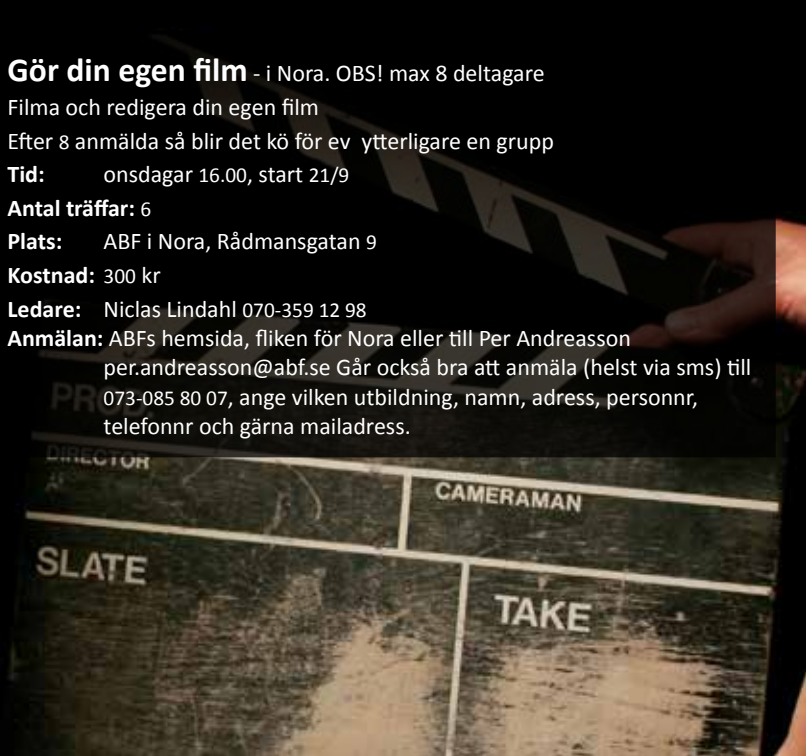 Gör din egen film - i Nora. OBS! max 8 deltagare
Filma och redigera din egen film
Efter 8 anmälda så blir det kö för ev  ytterligare en grupp
Tid: onsdagar 16.00, start 21/9
Antal träffar: 6
Plats: ABF i Nora, Rådmansgatan 9
Kostnad: 300 kr
Ledare: Niclas Lindahl 070-359 12 98
Anmälan: ABFs hemsida, fliken för Nora eller till Per Andreasson
per.andreasson@abf.se Går också bra att anmäla (helst via sms) till
073-085 80 07, ange vilken utbildning, namn, adress, personnr,
telefonnr och gärna mailadress.
PROD.
DIRECTOR
CAMERAMAN
SLATE
TAKE